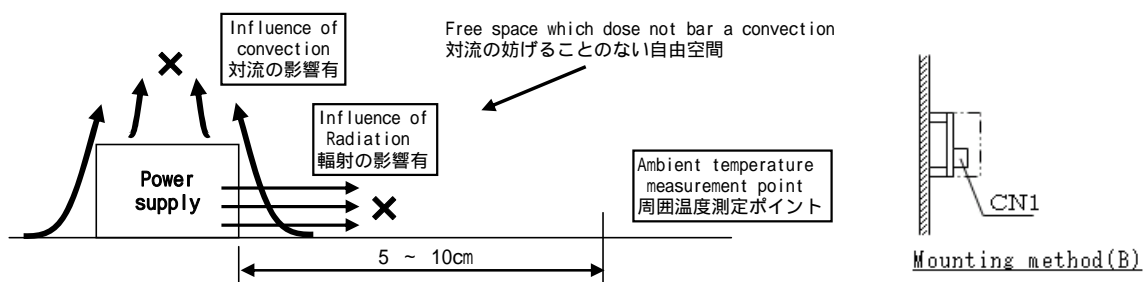 Influence of
convection
対流の影響有
Free space which dose not bar a convection
対流の妨げることのない自由空間
Influence of
Radiation
輻射の影響有
Power
supply
Ambient temperature
measurement point
周囲温度測定ポイント
5 ~ 10cm
CN1
Mounting method(B)